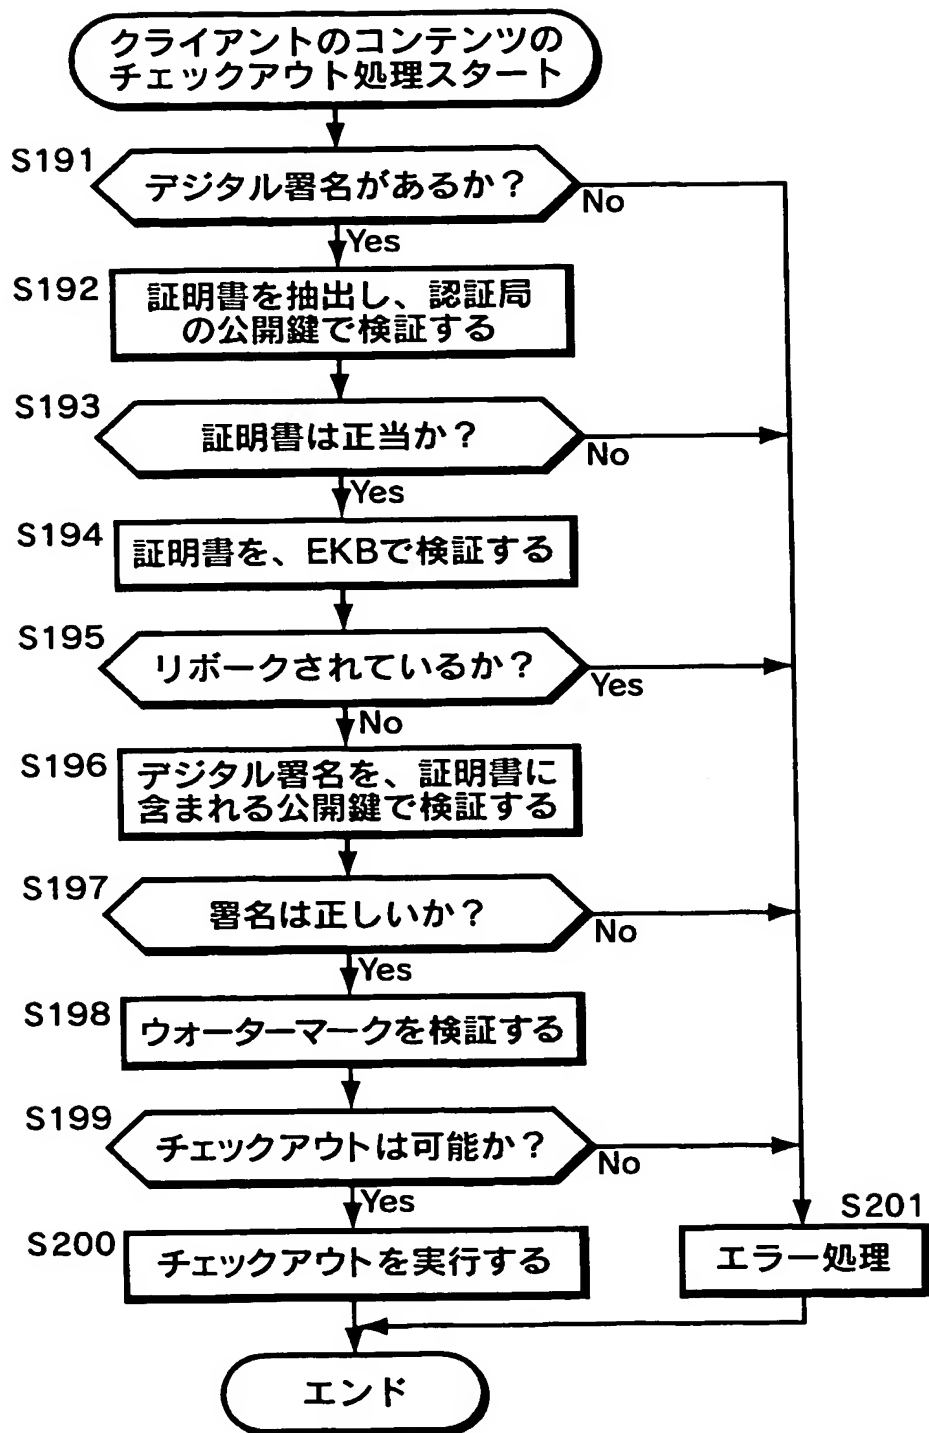 クライアントのコンテンツの
チェックアウト処理スタート
S191
デジタル署名があるか？
No
Yes
S192
証明書を抽出し、認証局
の公開鍵で検証する
S193
証明書は正当か？
No
Yes
S194
証明書を、EKBで検証する
S195
リボークされているか？
Yes
No
S196
デジタル署名を、証明書に
含まれる公開鍵で検証する
S197
署名は正しいか？
No
Yes
S198
ウォーターマークを検証する
S199
チェックアウトは可能か？
No
Yes
S200
チェックアウトを実行する
S201
エラー処理
エンド